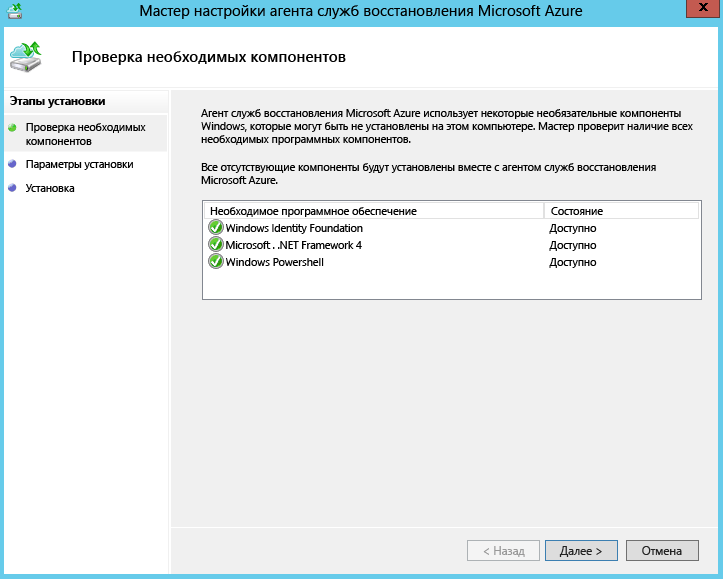 Мастер настройки агента служб восстановления Microsoft Azure
x
Проверка необходимых компонентов
Этапы установки
Проверка необходимых
компонентов
Параметры установки
Установка
Агент служб восстановления Microsoft Azure использует некоторые необязательные компоненты
Windows, которые могут быть не установлены на этом компьютере. Мастер проверит наличие всех
необходимых программных компонентов.
Все отсутствующие компоненты будут установлены вместе с агентом служб восстановления
Microsoft Azure.
Необходимое программное обеспечение Состояние
Windows Identity Foundation Доступно
Microsoft . .NET Framework 4 Доступно
Windows Powershell Доступно
< Назад Далее > Отмена